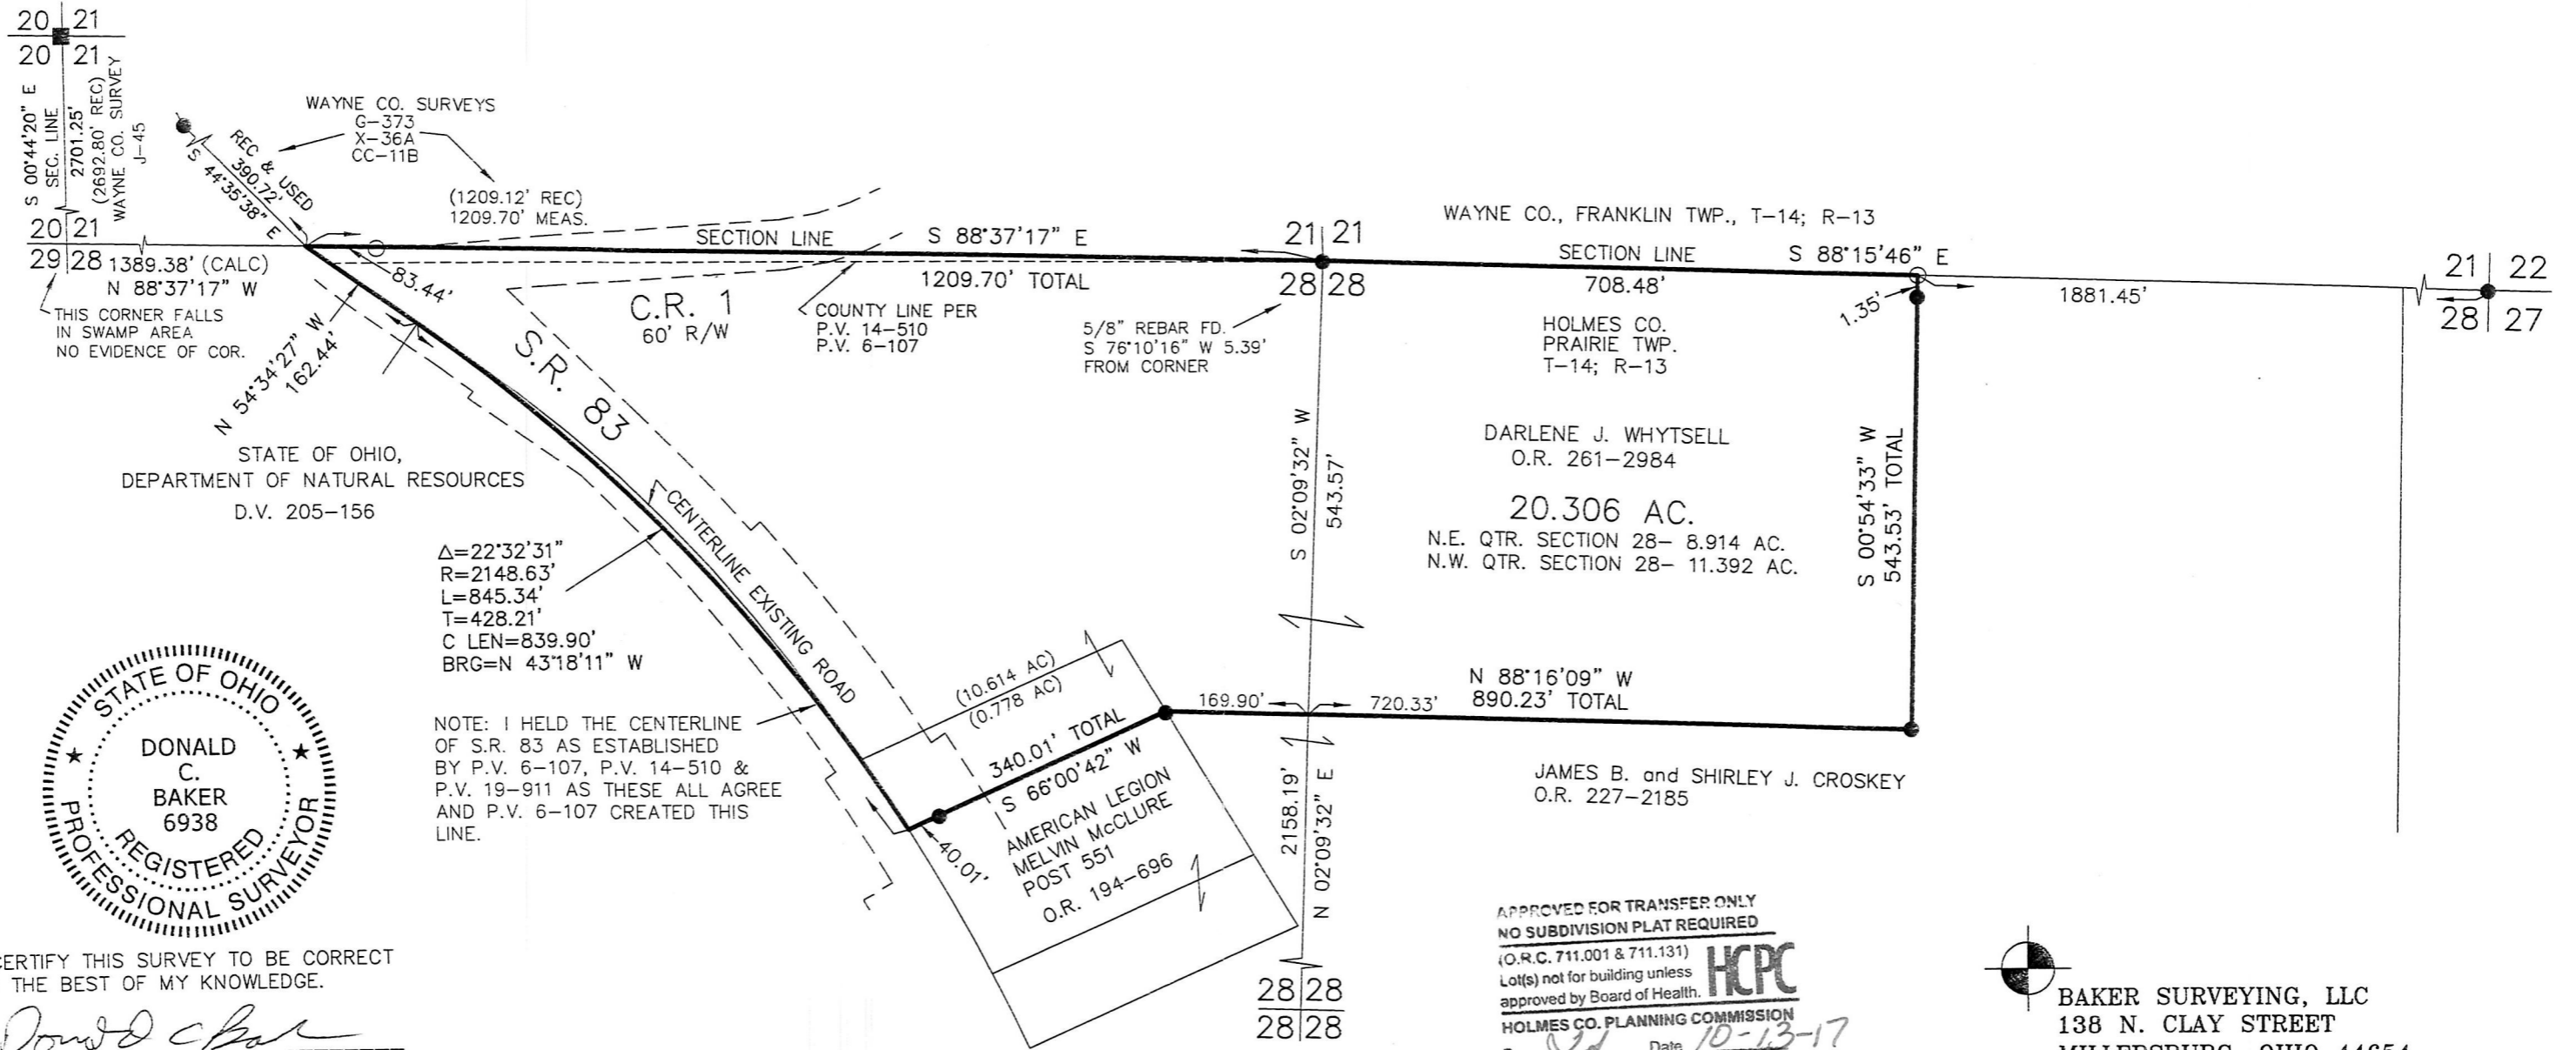 20 21
20 21
S 00°44'20" E
SEC. LINE
2701.25'
(2692.80' REC)
WAYNE CO. SURVEY
J-45
20 21
29 28
1389.38' (CALC)
N 88°37'17" W
THIS CORNER FALLS
IN SWAMP AREA
NO EVIDENCE OF COR.
WAYNE CO. SURVEYS
G-373
X-36A
CC-11B
REC & USED
390.72'
S 44°35'38" E
(1209.12' REC)
1209.70' MEAS.
SECTION LINE
S 88°37'17" E
1209.70' TOTAL
83.44'
N 54°34'27" W
162.44'
C.R. 1
60' R/W
COUNTY LINE PER
P.V. 14-510
P.V. 6-107
S.R. 83
21 21
28 28
5/8" REBAR FD.
S 76°10'16" W 5.39'
FROM CORNER
WAYNE CO., FRANKLIN TWP., T-14; R-13
SECTION LINE
S 88°15'46" E
708.48'
1.35'
1881.45'
21 22
28 27
HOLMES CO.
PRAIRIE TWP.
T-14; R-13
DARLENE J. WHYTSELL
O.R. 261-2984
20.306 AC.
N.E. QTR. SECTION 28- 8.914 AC.
N.W. QTR. SECTION 28- 11.392 AC.
S 02°09'32" W
543.57'
S 00°54'33" W
543.53' TOTAL
STATE OF OHIO,
DEPARTMENT OF NATURAL RESOURCES
D.V. 205-156
Δ=22°32'31"
R=2148.63'
L=845.34'
T=428.21'
C LEN=839.90'
BRG=N 43°18'11" W
CENTERLINE EXISTING ROAD
NOTE: I HELD THE CENTERLINE
OF S.R. 83 AS ESTABLISHED
BY P.V. 6-107, P.V. 14-510 &
P.V. 19-911 AS THESE ALL AGREE
AND P.V. 6-107 CREATED THIS
LINE.
(10.614 AC)
(0.778 AC)
340.01' TOTAL
S 66°00'42" W
40.01'
AMERICAN LEGION
MELVIN McCLURE
POST 551
O.R. 194-696
169.90'
720.33'
N 88°16'09" W
890.23' TOTAL
2158.19'
N 02°09'32" E
JAMES B. and SHIRLEY J. CROSKEY
O.R. 227-2185
28 28
28 28
STATE OF OHIO
DONALD
C.
BAKER
6938
REGISTERED
PROFESSIONAL SURVEYOR
CERTIFY THIS SURVEY TO BE CORRECT
THE BEST OF MY KNOWLEDGE.
Donald C Baker
APPROVED FOR TRANSFER ONLY
NO SUBDIVISION PLAT REQUIRED
(O.R.C. 711.001 & 711.131)
Lot(s) not for building unless
approved by Board of Health.
HCPC
HOLMES CO. PLANNING COMMISSION
Date 10-13-17
BAKER SURVEYING, LLC
138 N. CLAY STREET
MILLERSBURG, OHIO 44654